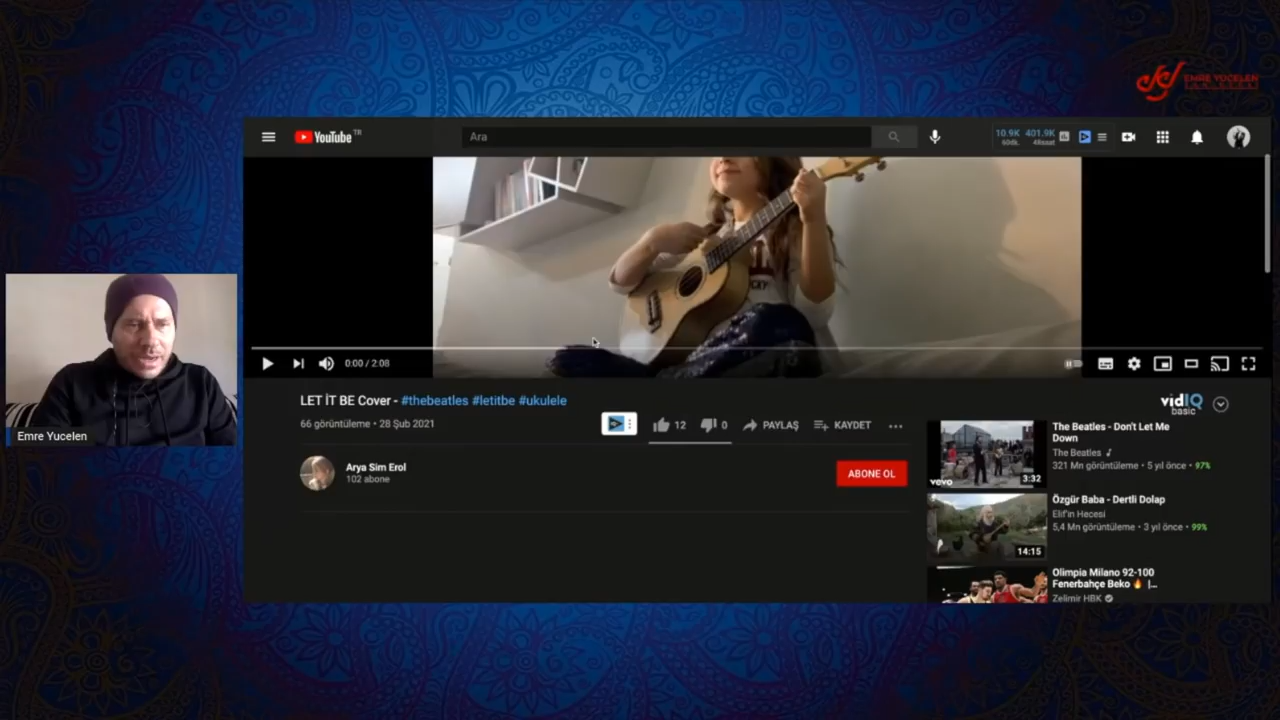 EMRE YUCELEN
YouTube TR
Ara
10.9K 401.9K
60dk. 48saat
0:00 / 2:08
LET İT BE Cover - #thebeatles #letitbe #ukulele
66 görüntüleme • 28 Şub 2021
12
0
PAYLAŞ
KAYDET
vidIQ
basic
Arya Sim Erol
102 abone
ABONE OL
Emre Yucelen
The Beatles - Don't Let Me
Down
The Beatles
321 Mn görüntüleme • 5 yıl önce • 97%
vevo
3:32
Özgür Baba - Dertli Dolap
Elif'in Hecesi
5,4 Mn görüntüleme • 3 yıl önce • 99%
14:15
Olimpia Milano 92-100
Fenerbahçe Beko 🔥 |...
Zelimir HBK